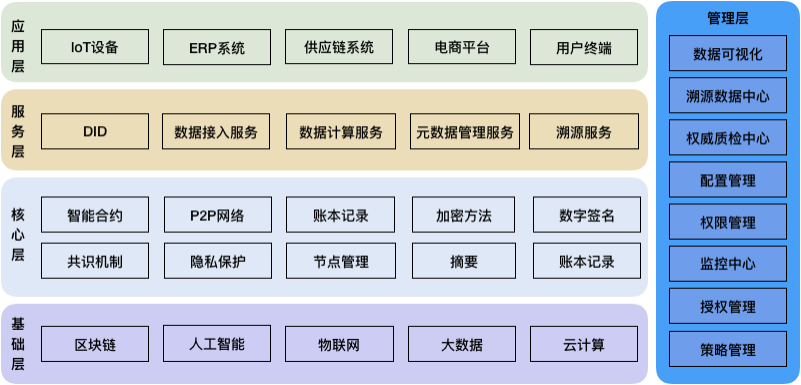 应用层
IoT设备
ERP系统
供应链系统
电商平台
用户终端
服务层
DID
数据接入服务
数据计算服务
元数据管理服务
溯源服务
核心层
智能合约
P2P网络
账本记录
加密方法
数字签名
共识机制
隐私保护
节点管理
摘要
账本记录
基础层
区块链
人工智能
物联网
大数据
云计算
管理层
数据可视化
溯源数据中心
权威质检中心
配置管理
权限管理
监控中心
授权管理
策略管理